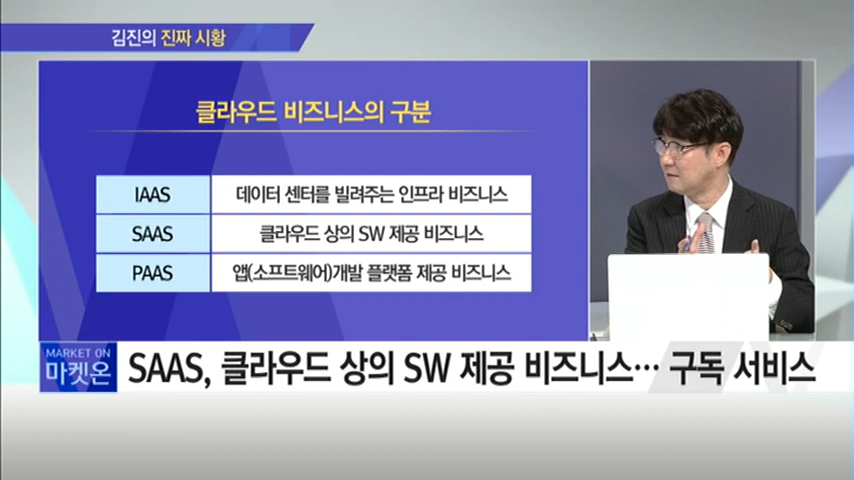 김진의 진짜 시황
클라우드 비즈니스의 구분
IAAS 데이터 센터를 빌려주는 인프라 비즈니스
SAAS 클라우드 상의 SW 제공 비즈니스
PAAS 앱(소프트웨어)개발 플랫폼 제공 비즈니스
MARKET ON
마켓온
SAAS, 클라우드 상의 SW 제공 비즈니스… 구독 서비스